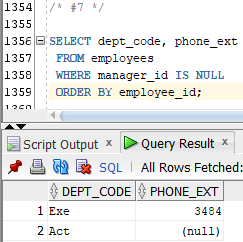 1354
1355 /* #7 */
1356 SELECT dept_code, phone_ext
1357 FROM employees
1358 WHERE manager_id IS NULL
1359 ORDER BY employee_id;
Script Output × Query Result ×
SQL | All Rows Fetched:
DEPT_CODE PHONE_EXT
1 Exe 3484
2 Act (null)